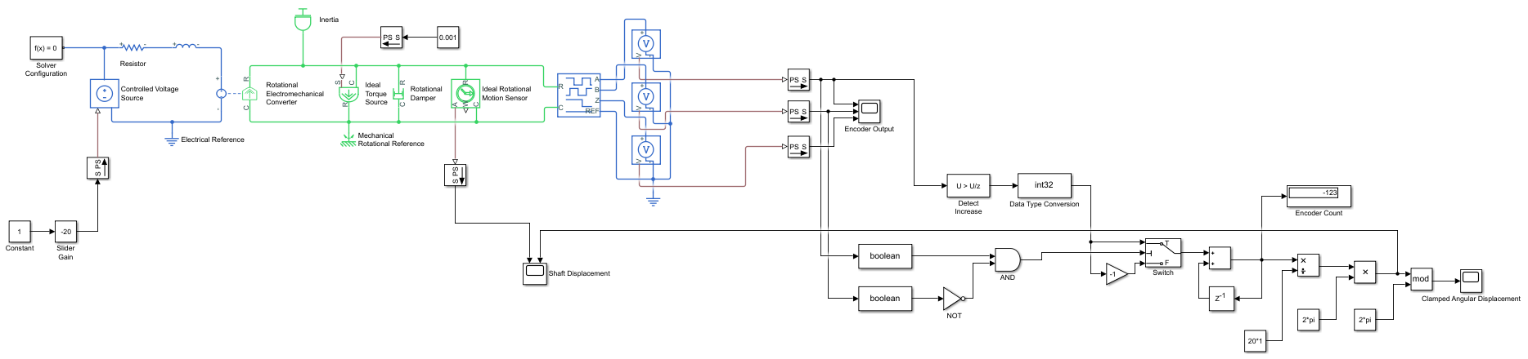 Inertia
f(x) = 0
Solver
Configuration
+
-
Resistor
+
-
Controlled Voltage
Source
Electrical Reference
+
-
R
C
Rotational
Electromechanical
Converter
PS S
0.001
S
C
R
Ideal
Torque
Source
R
C
Rotational
Damper
R
A
W
C
Ideal Rotational
Motion Sensor
Mechanical
Rotational Reference
R
C
A
B
Z
REF
+
V
-
V
+
V
-
V
+
V
-
V
PS S
PS S
PS S
Encoder Output
S PS
S PS
1
Constant
-20
Slider
Gain
Shaft Displacement
U > U/z
Detect
Increase
int32
Data Type Conversion
-123
Encoder Count
boolean
boolean
AND
NOT
-1
T
F
Switch
+
+
Z-1
×
÷
×
20*1
2*pi
2*pi
mod
Clamped Angular Displacement